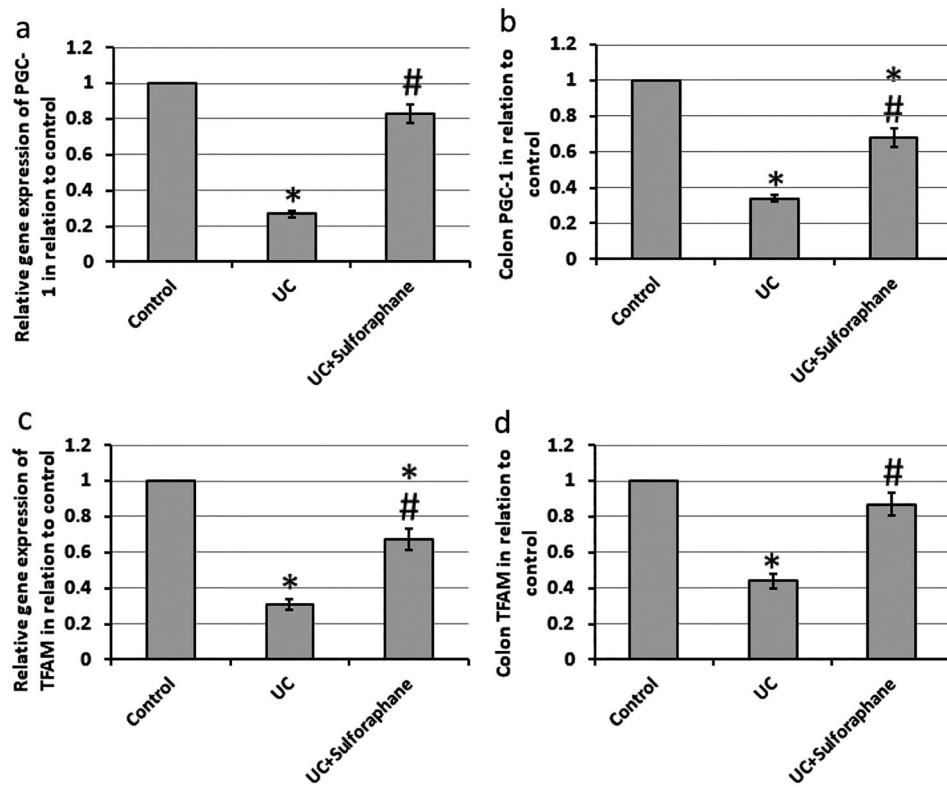 a
Relative gene expression of PGC-
1 in relation to control
1.2
1
0.8
0.6
0.4
0.2
0
*
#
Control
UC
UC+Sulforaphane
b
Colon PGC-1 in relation to
control
1.2
1
0.8
0.6
0.4
0.2
0
*
*
#
Control
UC
UC+Sulforaphane
c
Relative gene expression of
TFAM in relation to control
1.2
1
0.8
0.6
0.4
0.2
0
*
*
#
Control
UC
UC+Sulforaphane
d
Colon TFAM in relation to
control
1.2
1
0.8
0.6
0.4
0.2
0
*
#
Control
UC
UC+Sulforaphane